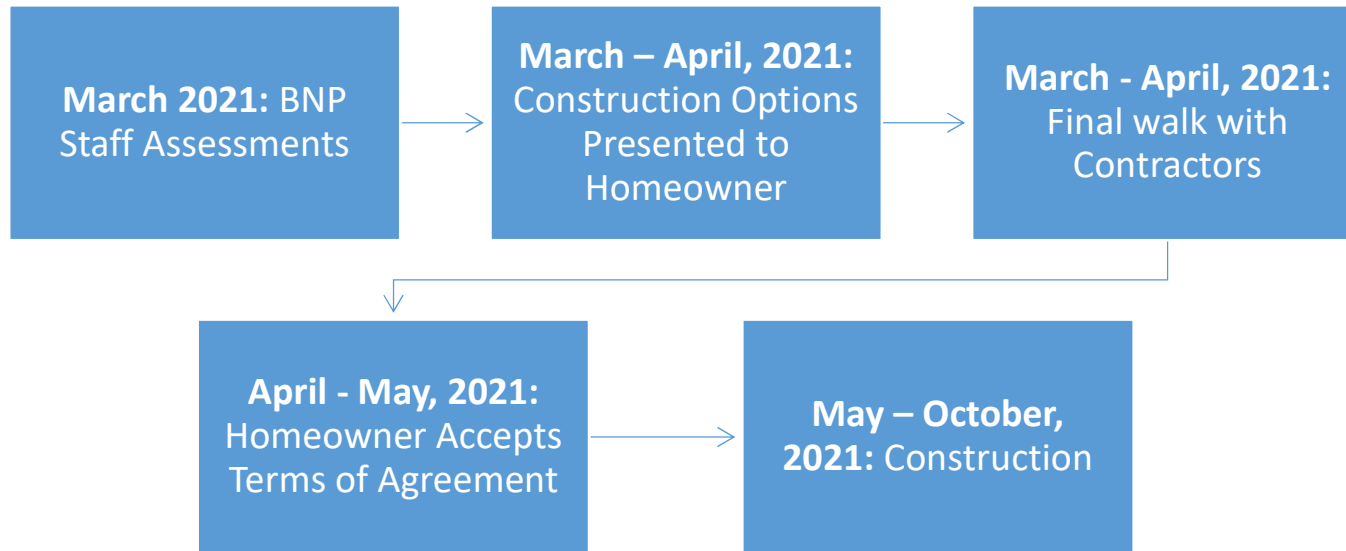 March 2021: BNP
Staff Assessments
March – April, 2021:
Construction Options
Presented to
Homeowner
March - April, 2021:
Final walk with
Contractors
April - May, 2021:
Homeowner Accepts
Terms of Agreement
May – October,
2021: Construction